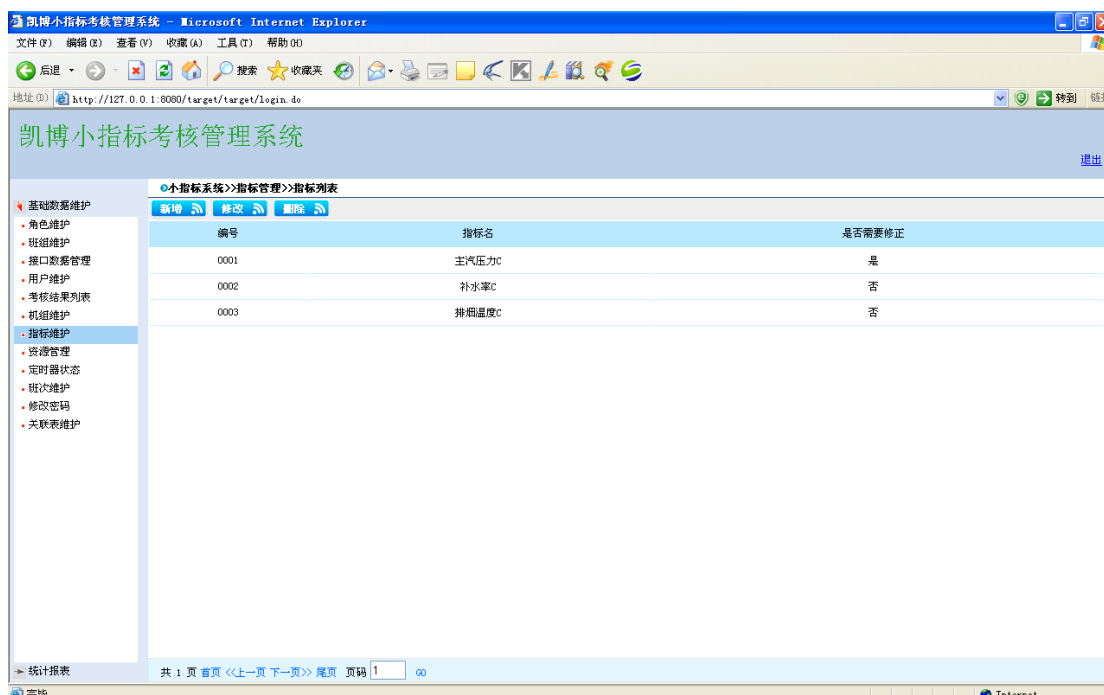 凯博小指标考核管理系统 - Microsoft Internet Explorer
文件(F) 编辑(E) 查看(V) 收藏(A) 工具(T) 帮助(H)
后退 搜索 收藏夹
地址(D) http://127.0.0.1:8080/target/target/login.do 转到 链接
凯博小指标考核管理系统
退出
小指标系统>>指标管理>>指标列表
基础数据维护
新增 修改 删除
角色维护
班组维护
接口数据管理
用户维护
考核结果列表
机组维护
指标维护
资源管理
定时器状态
班次维护
修改密码
关联表维护
编号 指标名 是否需要修正
0001 主汽压力C 是
0002 补水率C 否
0003 排烟温度C 否
统计报表
共 1 页 首页 <<上一页 下一页>> 尾页 页码 1 GO
完毕 Internet